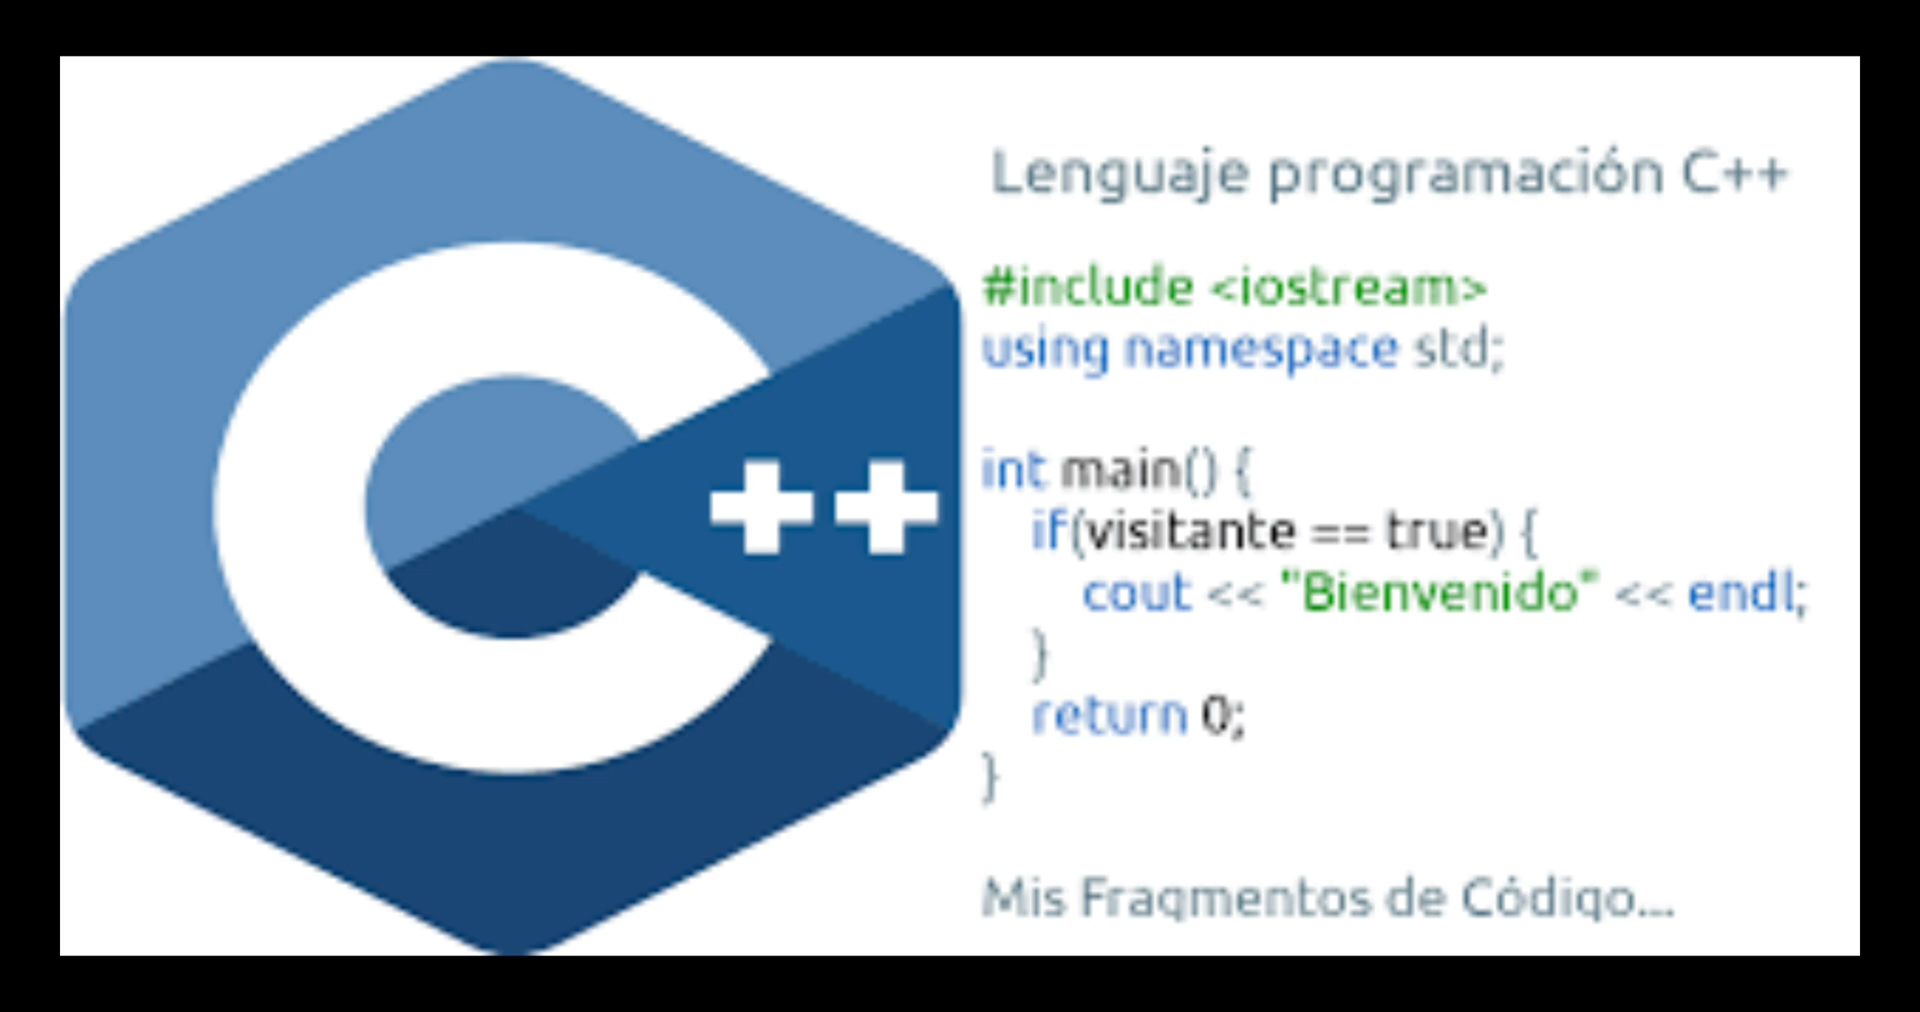 C++
Lenguaje programación C++
#include <iostream>
using namespace std;
int main() {
if(visitante == true) {
cout << "Bienvenido" << endl;
}
return 0;
}
Mis Fragmentos de Código...